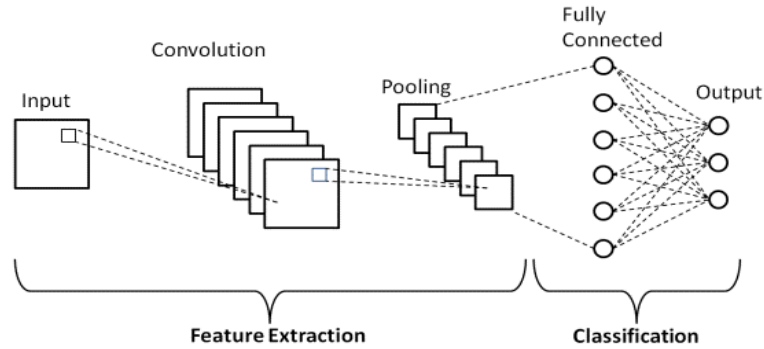 Input
Convolution
Pooling
Fully
Connected
Output
Feature Extraction
Classification